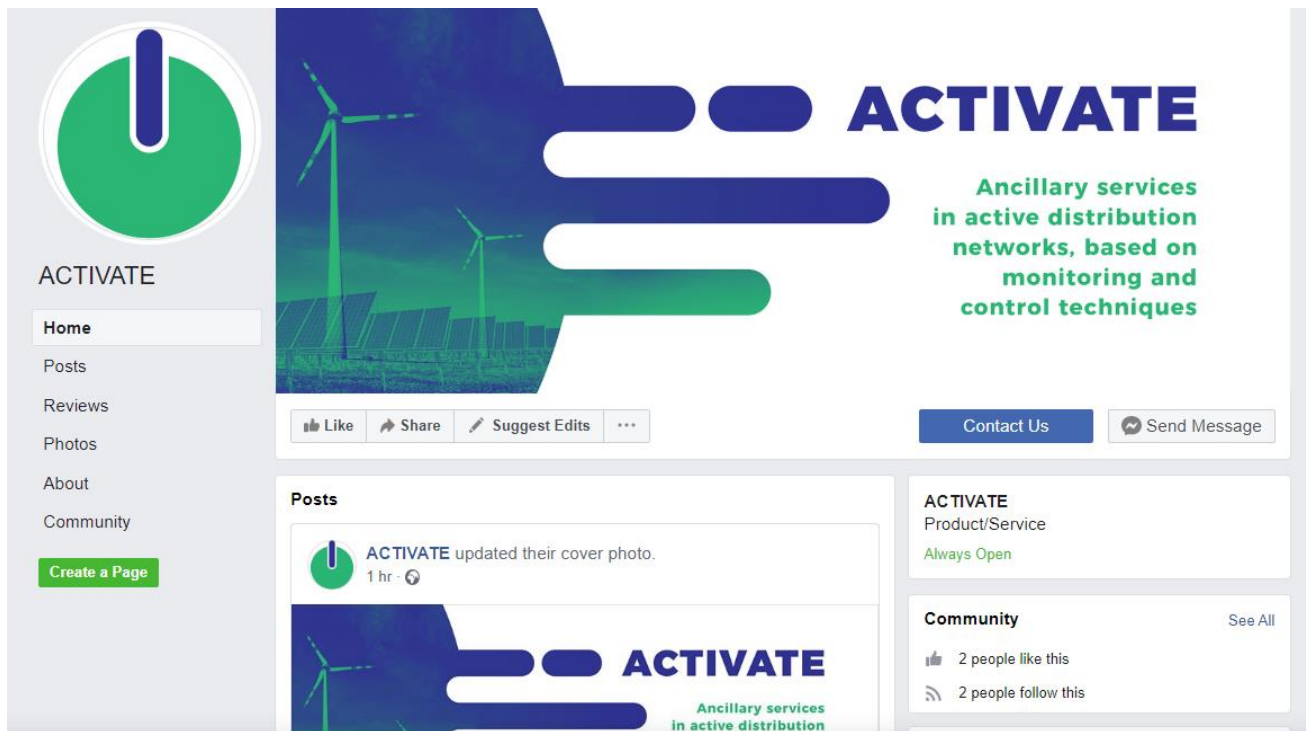 ACTIVATE
Home
Posts
Reviews
Photos
About
Community
Create a Page
ACTIVATE
Ancillary services
in active distribution
networks, based on
monitoring and
control techniques
Like
Share
Suggest Edits
Contact Us
Send Message
Posts
ACTIVATE updated their cover photo.
1 hr ·
ACTIVATE
Ancillary services
in active distribution
ACTIVATE
Product/Service
Always Open
Community
See All
2 people like this
2 people follow this